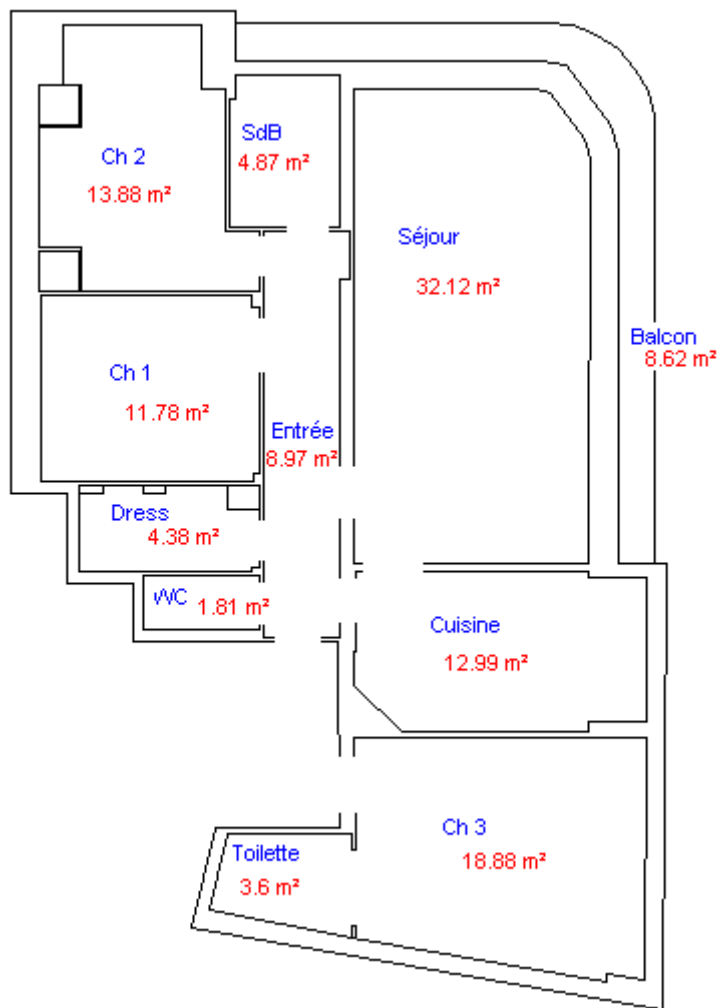 SdB
4.87 m²
Ch 2
13.88 m²
Séjour
32.12 m²
Balcon
8.62 m²
Ch 1
11.78 m²
Entrée
8.97 m²
Dress
4.38 m²
WC 1.81 m²
Cuisine
12.99 m²
Ch 3
18.88 m²
Toilette
3.6 m²